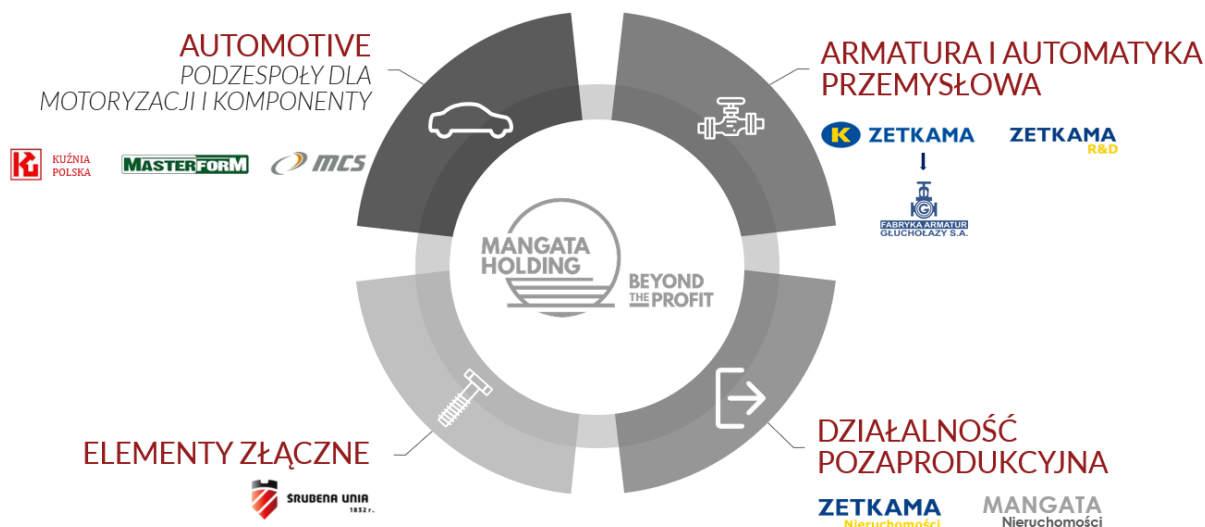 AUTOMOTIVE
PODZESPOŁY DLA
MOTORYZACJI I KOMPONENTY
KUŹNIA
POLSKA
MASTERFORM
MCS
ARMATURA I AUTOMATYKA
PRZEMYSŁOWA
K ZETKAMA
ZETKAMA
R&D
G
FABRYKA ARMATUR
GŁUCHOŁAZY S.A.
MANGATA
HOLDING
BEYOND
THE PROFIT
ELEMENTY ZŁĄCZNE
ŚRUBENA UNIA
1832 r.
DZIAŁALNOŚĆ
POZAPRODUKCYJNA
ZETKAMA
Nieruchomości
MANGATA
Nieruchomości